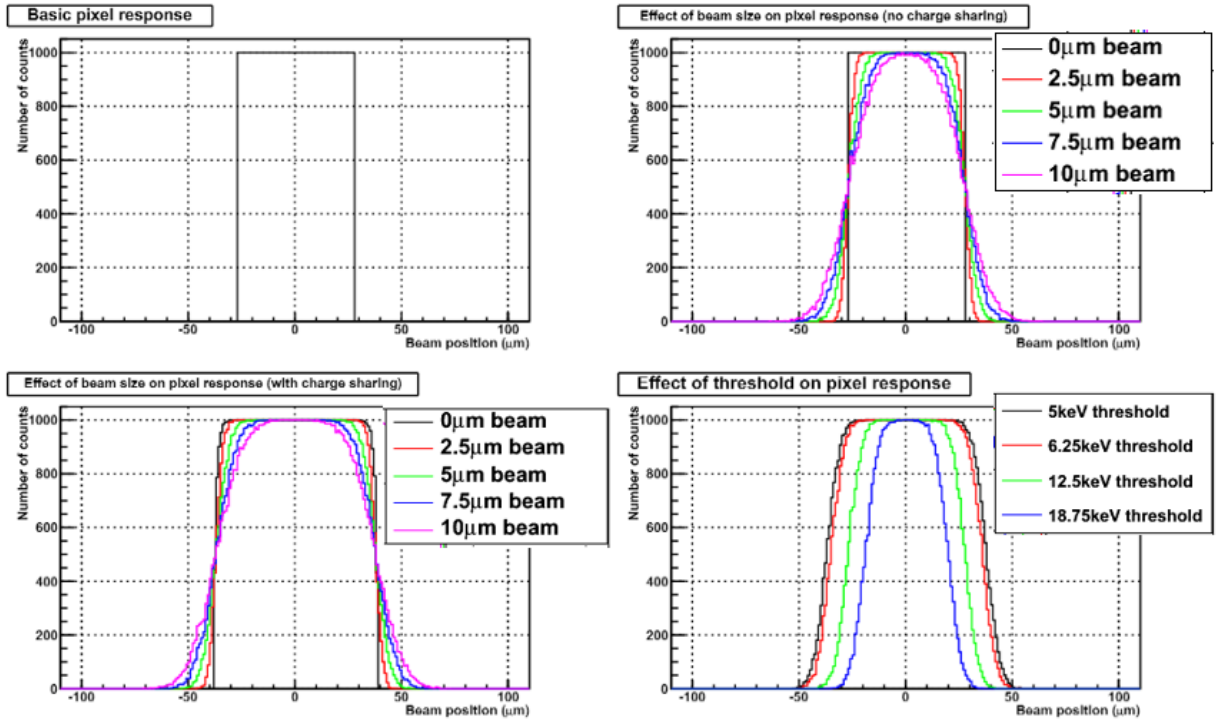 Basic pixel response
Number of counts
1000
800
600
400
200
0
-100 -50 0 50 100
Beam position (μm)
Effect of beam size on pixel response (no charge sharing)
Number of counts
1000
800
600
400
200
0
-100 -50 0 50 100
Beam position (μm)
0μm beam
2.5μm beam
5μm beam
7.5μm beam
10μm beam
Effect of beam size on pixel response (with charge sharing)
Number of counts
1000
800
600
400
200
0
-100 -50 0 50 100
Beam position (μm)
0μm beam
2.5μm beam
5μm beam
7.5μm beam
10μm beam
Effect of threshold on pixel response
Number of counts
1000
800
600
400
200
0
-100 -50 0 50 100
Beam position (μm)
5keV threshold
6.25keV threshold
12.5keV threshold
18.75keV threshold